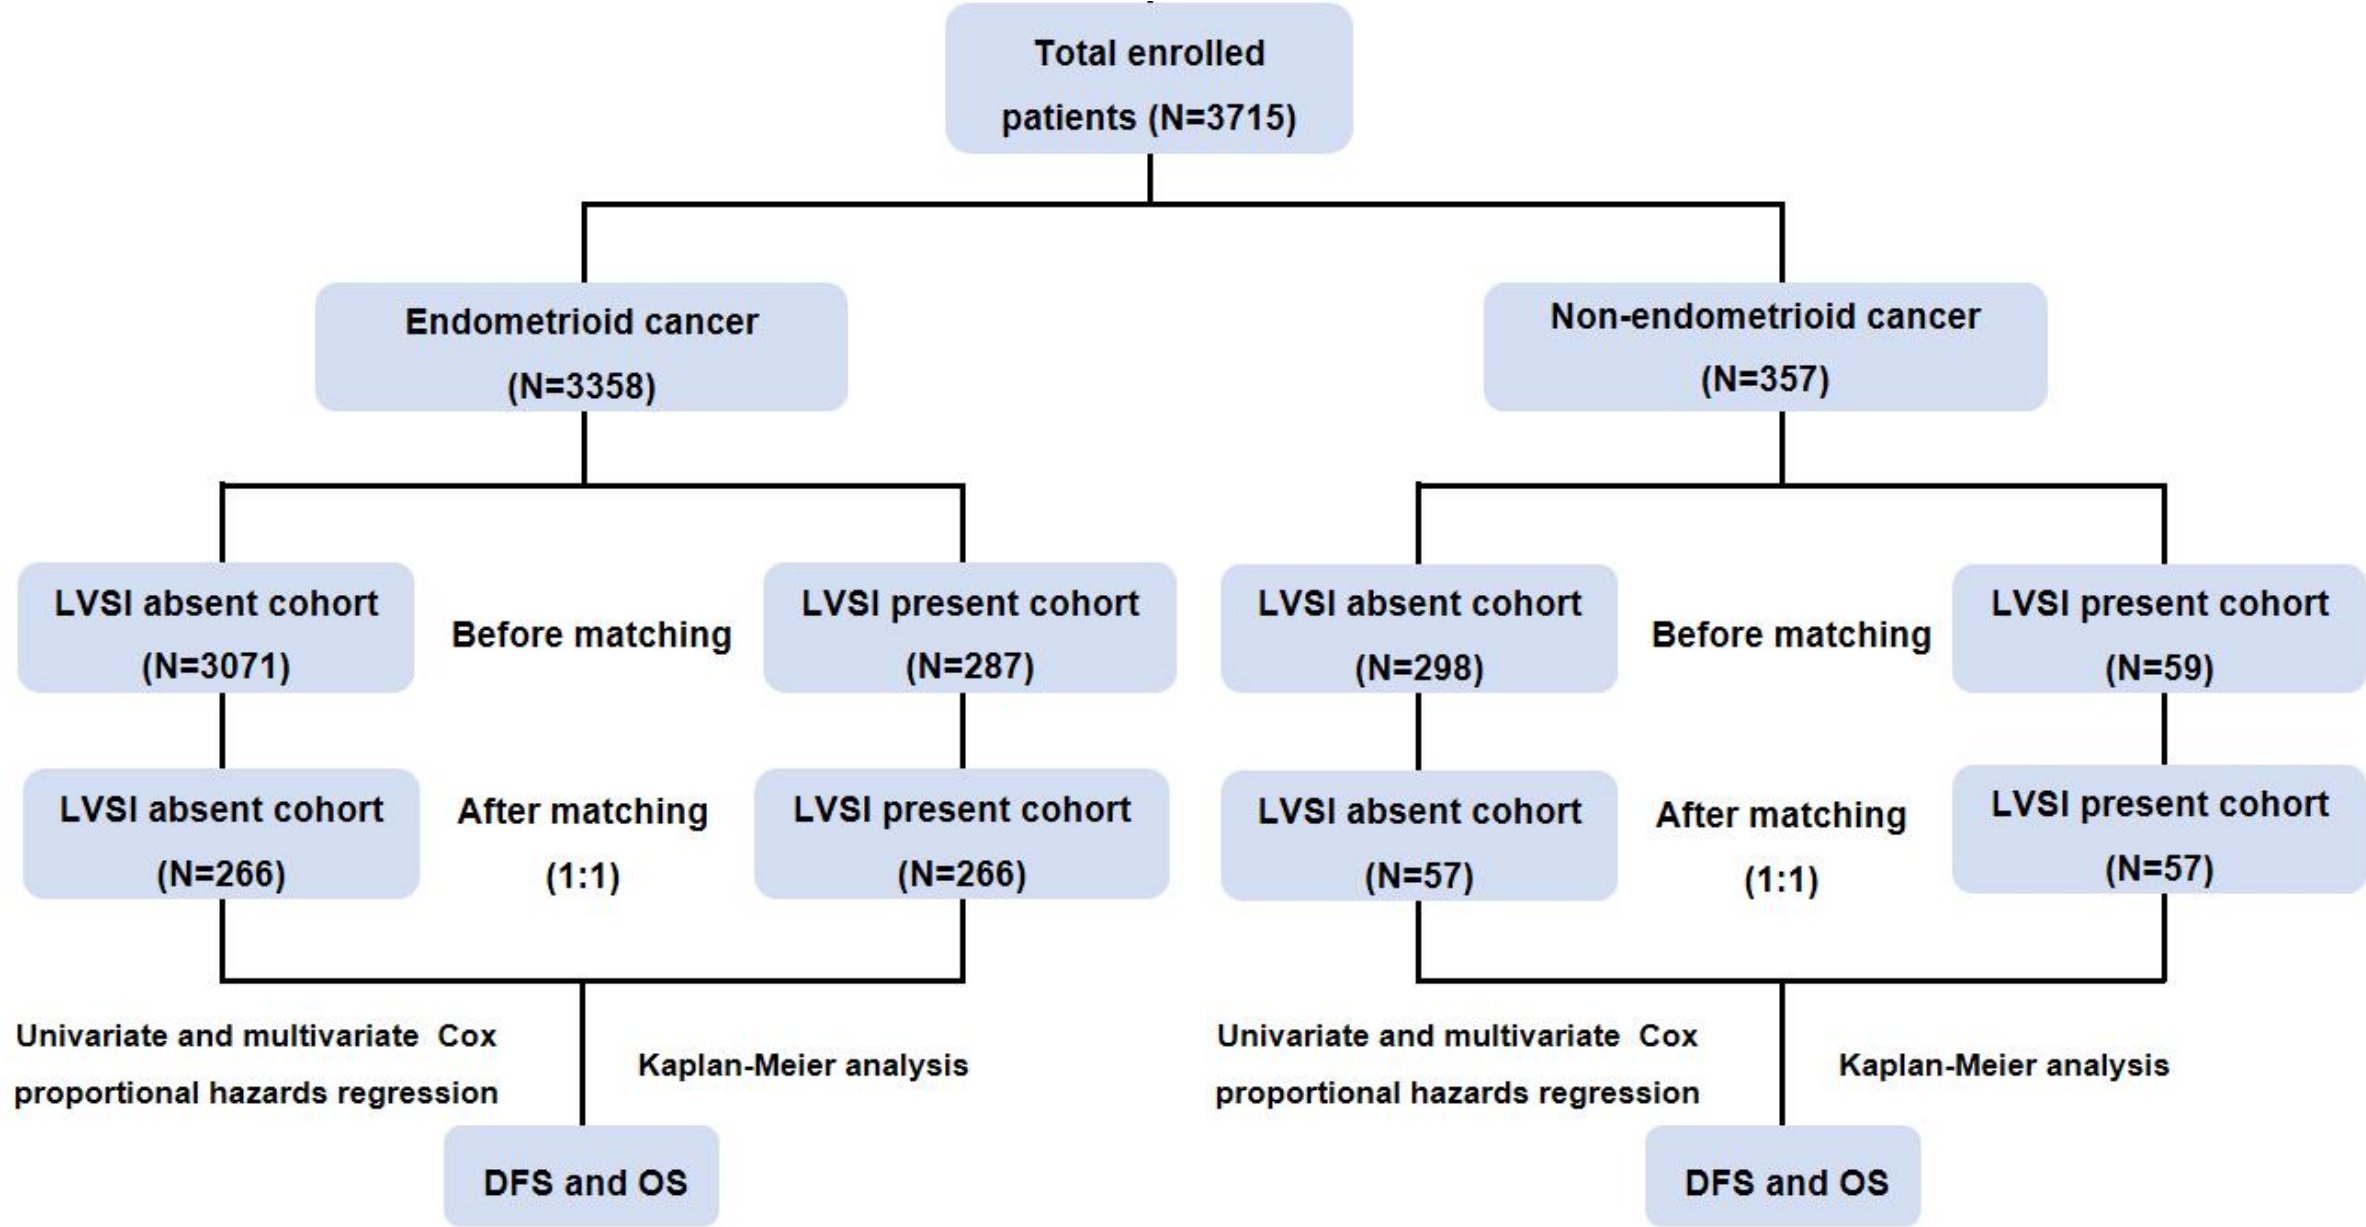 Total enrolled
patients (N=3715)
Endometrioid cancer
(N=3358)
Non-endometrioid cancer
(N=357)
LVSI absent cohort
(N=3071)
Before matching
LVSI present cohort
(N=287)
LVSI absent cohort
(N=298)
Before matching
LVSI present cohort
(N=59)
LVSI absent cohort
(N=266)
After matching
(1:1)
LVSI present cohort
(N=266)
LVSI absent cohort
(N=57)
After matching
(1:1)
LVSI present cohort
(N=57)
Univariate and multivariate Cox
proportional hazards regression
Kaplan-Meier analysis
Univariate and multivariate Cox
proportional hazards regression
Kaplan-Meier analysis
DFS and OS
DFS and OS